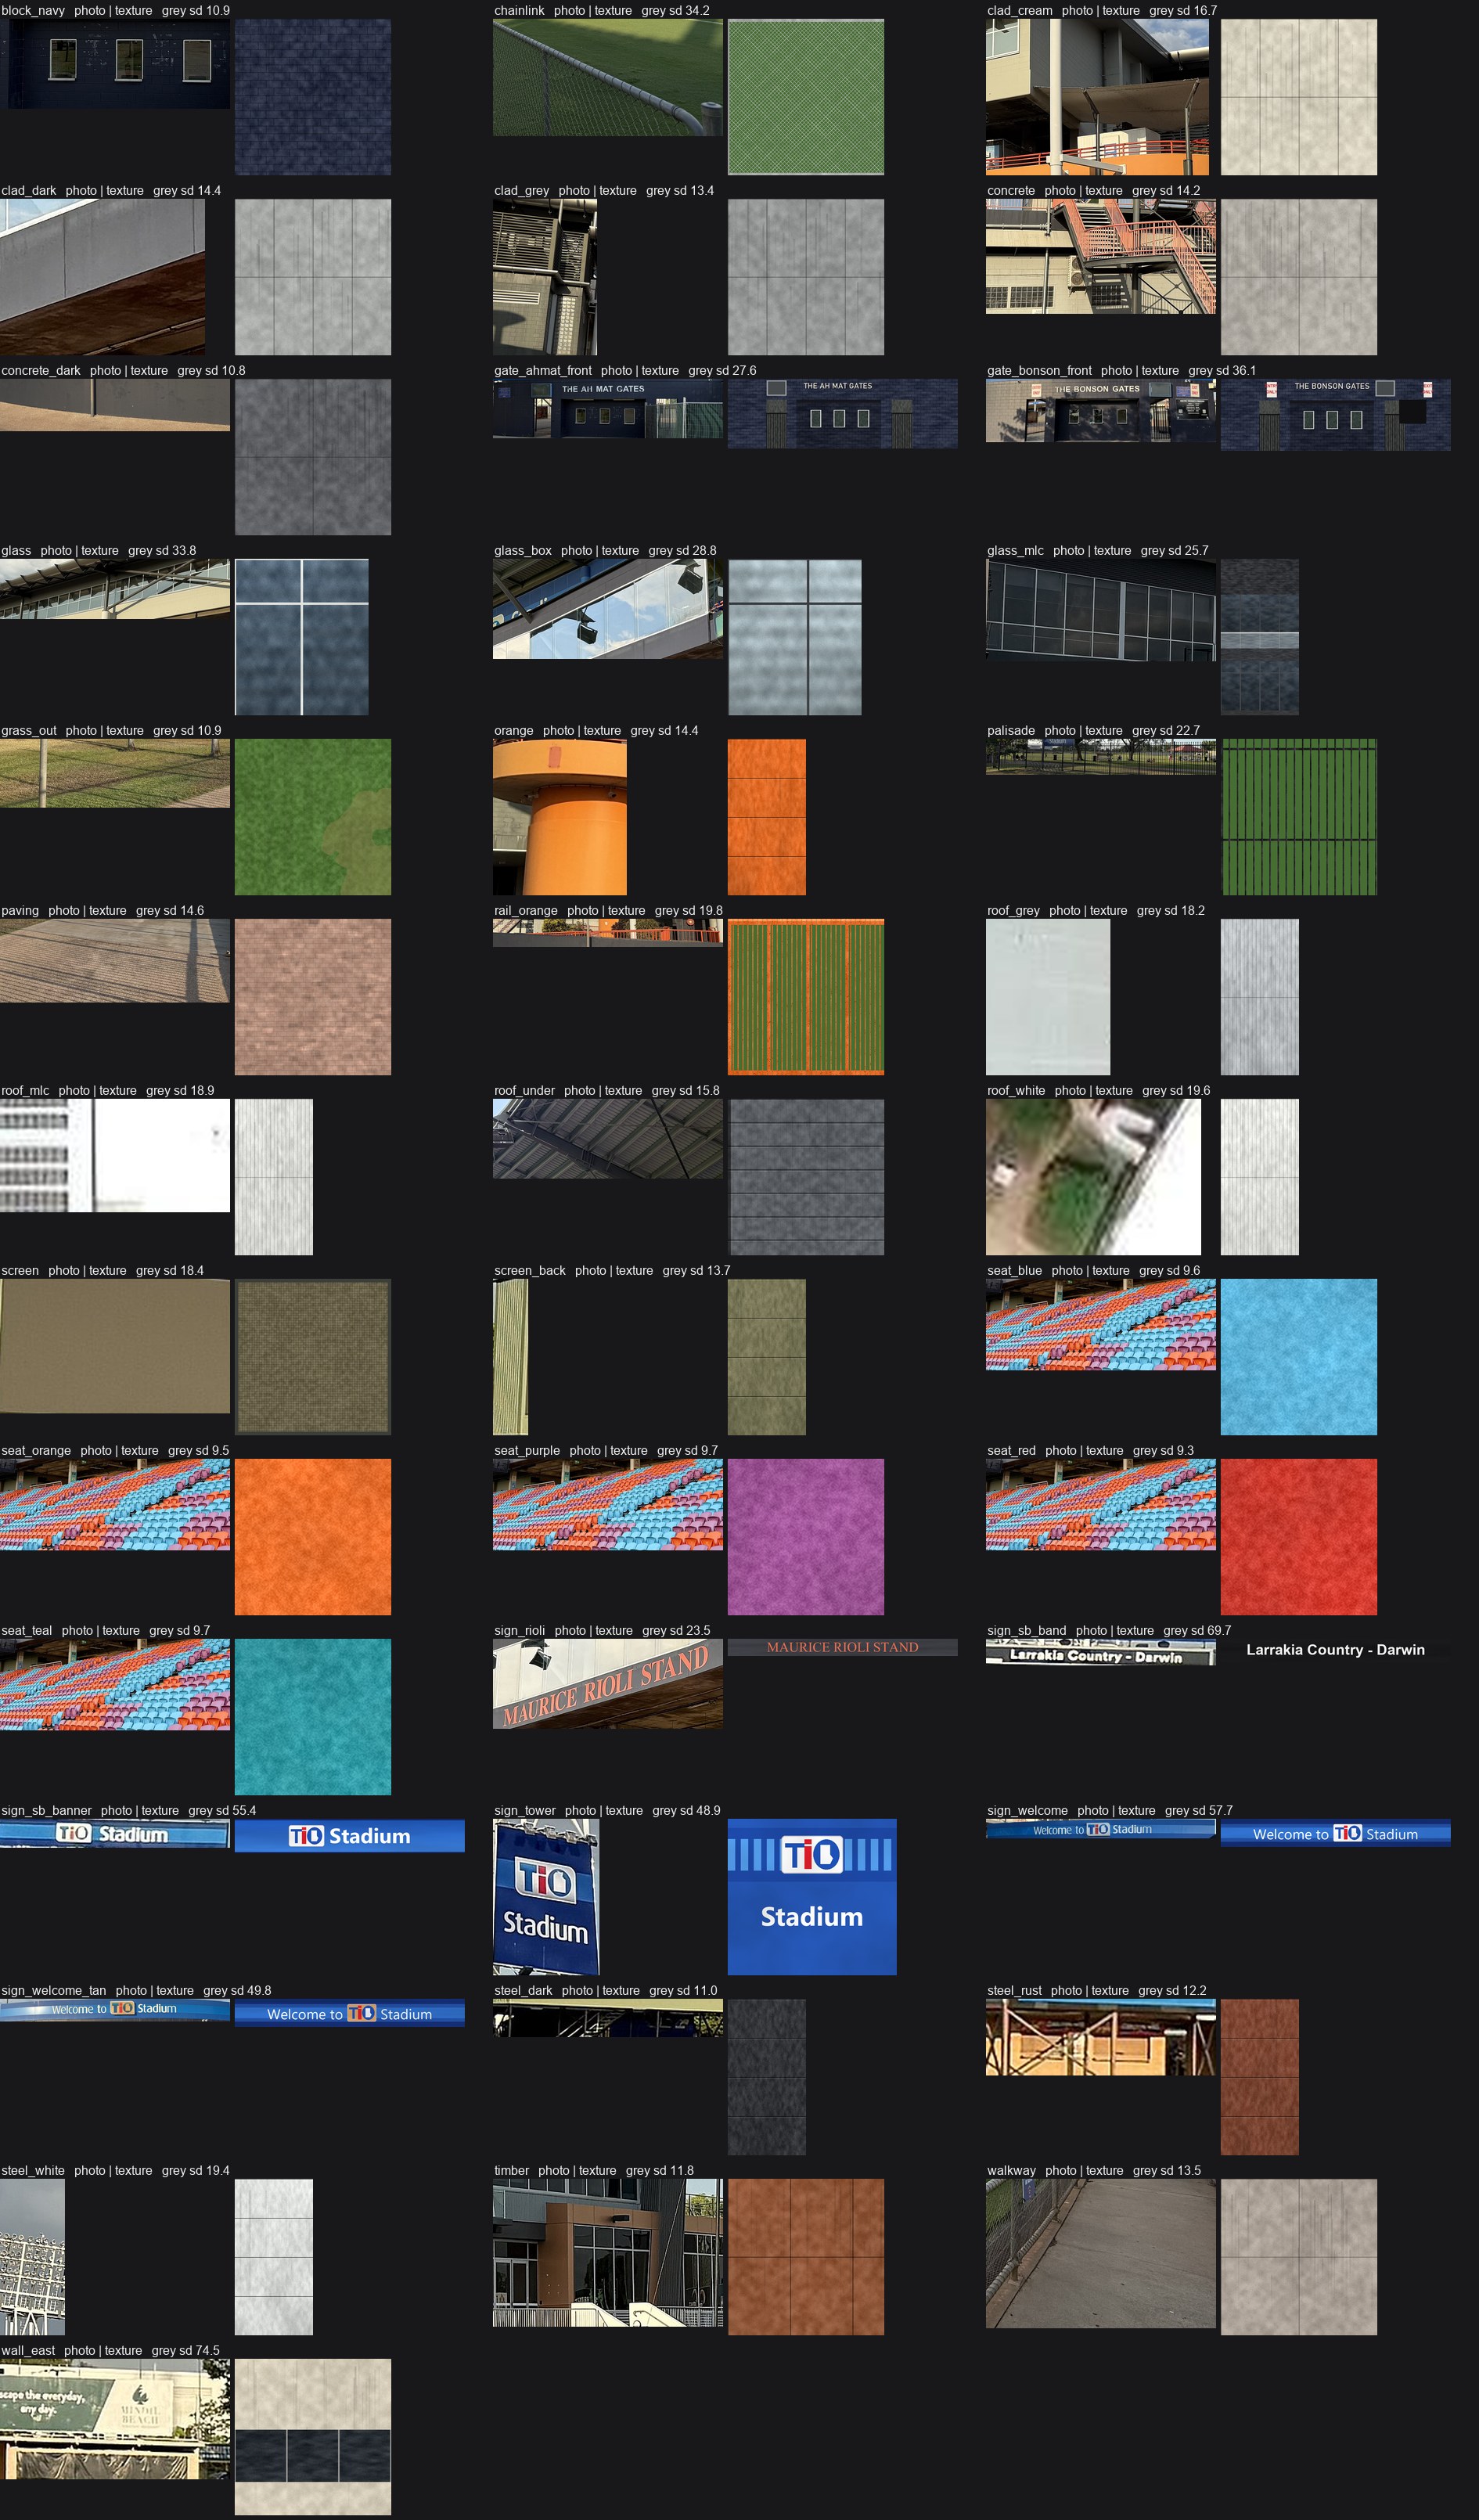 block_navy photo | texture grey sd 10.9
chainlink photo | texture grey sd 34.2
clad_cream photo | texture grey sd 16.7
clad_dark photo | texture grey sd 14.4
clad_grey photo | texture grey sd 13.4
concrete photo | texture grey sd 14.2
concrete_dark photo | texture grey sd 10.8
gate_ahmat_front photo | texture grey sd 27.6
THE AH MAT GATES
THE AH MAT GATES
gate_bonson_front photo | texture grey sd 36.1
THE BONSON GATES
THE BONSON GATES
glass photo | texture grey sd 33.8
glass_box photo | texture grey sd 28.8
glass_mlc photo | texture grey sd 25.7
grass_out photo | texture grey sd 10.9
orange photo | texture grey sd 14.4
palisade photo | texture grey sd 22.7
paving photo | texture grey sd 14.6
rail_orange photo | texture grey sd 19.8
roof_grey photo | texture grey sd 18.2
roof_mlc photo | texture grey sd 18.9
roof_under photo | texture grey sd 15.8
roof_white photo | texture grey sd 19.6
screen photo | texture grey sd 18.4
screen_back photo | texture grey sd 13.7
seat_blue photo | texture grey sd 9.6
seat_orange photo | texture grey sd 9.5
seat_purple photo | texture grey sd 9.7
seat_red photo | texture grey sd 9.3
seat_teal photo | texture grey sd 9.7
sign_rioli photo | texture grey sd 23.5
MAURICE RIOLI STAND
MAURICE RIOLI STAND
sign_sb_band photo | texture grey sd 69.7
Larrakia Country - Darwin
Larrakia Country - Darwin
sign_sb_banner photo | texture grey sd 55.4
TiO Stadium
TiO Stadium
sign_tower photo | texture grey sd 48.9
TiO
Stadium
TiO
Stadium
sign_welcome photo | texture grey sd 57.7
Welcome to TiO Stadium
Welcome to TiO Stadium
sign_welcome_tan photo | texture grey sd 49.8
Welcome to TiO Stadium
Welcome to TiO Stadium
steel_dark photo | texture grey sd 11.0
steel_rust photo | texture grey sd 12.2
steel_white photo | texture grey sd 19.4
timber photo | texture grey sd 11.8
walkway photo | texture grey sd 13.5
wall_east photo | texture grey sd 74.5
scape the everyday,
any day.
MINDIL
BEACH